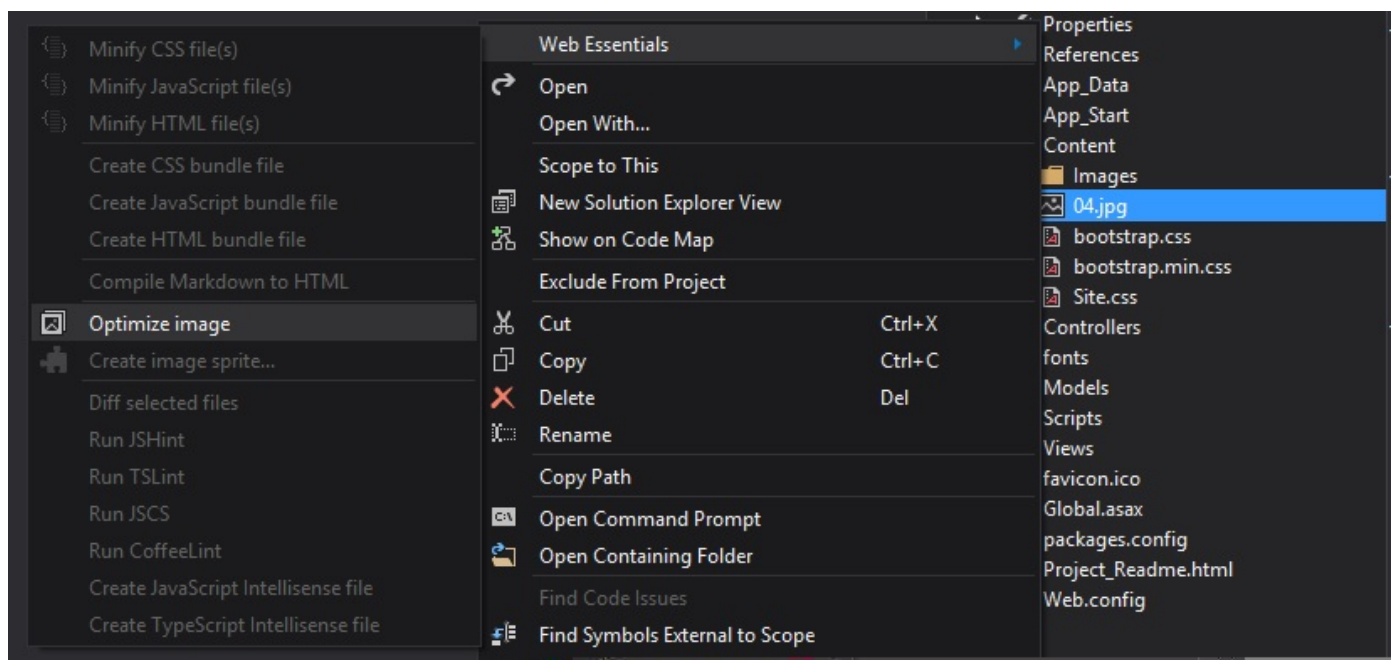 Minify CSS file(s)
Minify JavaScript file(s)
Minify HTML file(s)
Create CSS bundle file
Create JavaScript bundle file
Create HTML bundle file
Compile Markdown to HTML
Optimize image
Create image sprite...
Diff selected files
Run JSHint
Run TSLint
Run JSCS
Run CoffeeLint
Create JavaScript Intellisense file
Create TypeScript Intellisense file
Web Essentials
Open
Open With...
Scope to This
New Solution Explorer View
Show on Code Map
Exclude From Project
Cut Ctrl+X
Copy Ctrl+C
Delete Del
Rename
Copy Path
C:\ Open Command Prompt
Open Containing Folder
Find Code Issues
Find Symbols External to Scope
Properties
References
App_Data
App_Start
Content
Images
04.jpg
bootstrap.css
bootstrap.min.css
Site.css
Controllers
fonts
Models
Scripts
Views
favicon.ico
Global.asax
packages.config
Project_Readme.html
Web.config